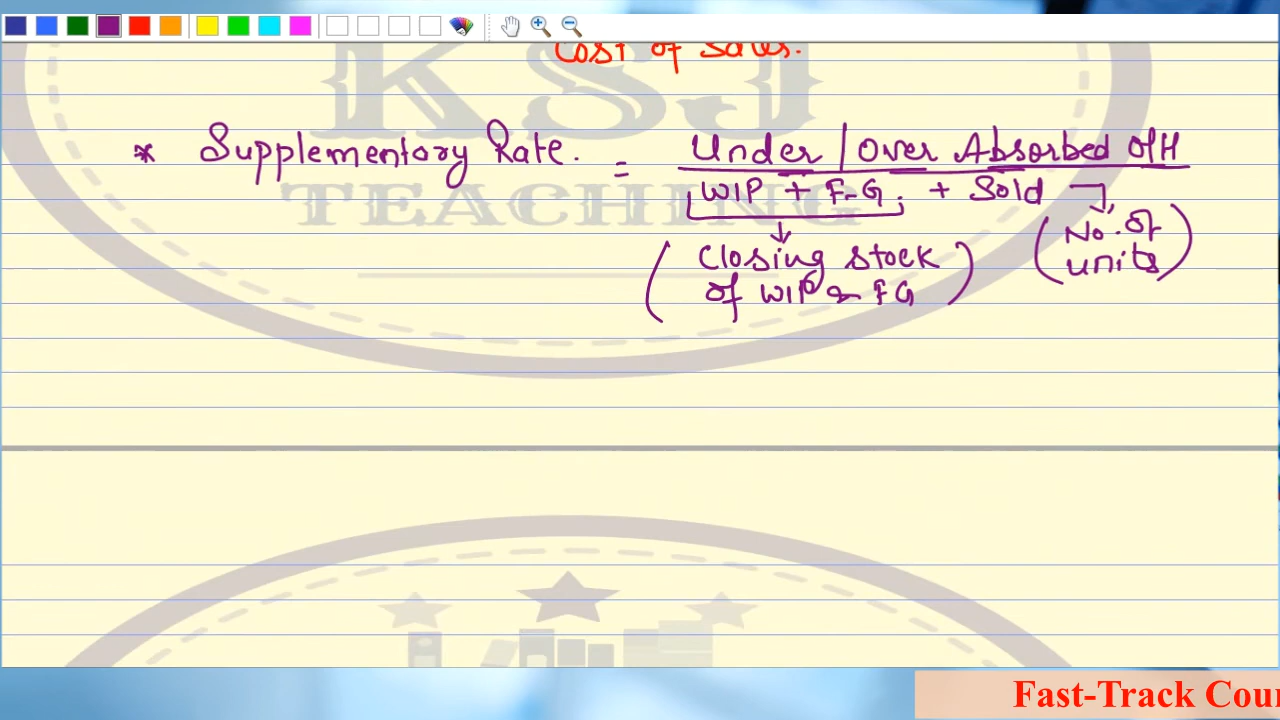 Cost of Sales.
KSJ
TEACHING
* Supplementory Rate. = Under / Over Absorbed O/H
WIP + F-G. + Sold
(No. of units)
(Closing stock
of WIP & FG)
Fast-Track Cour